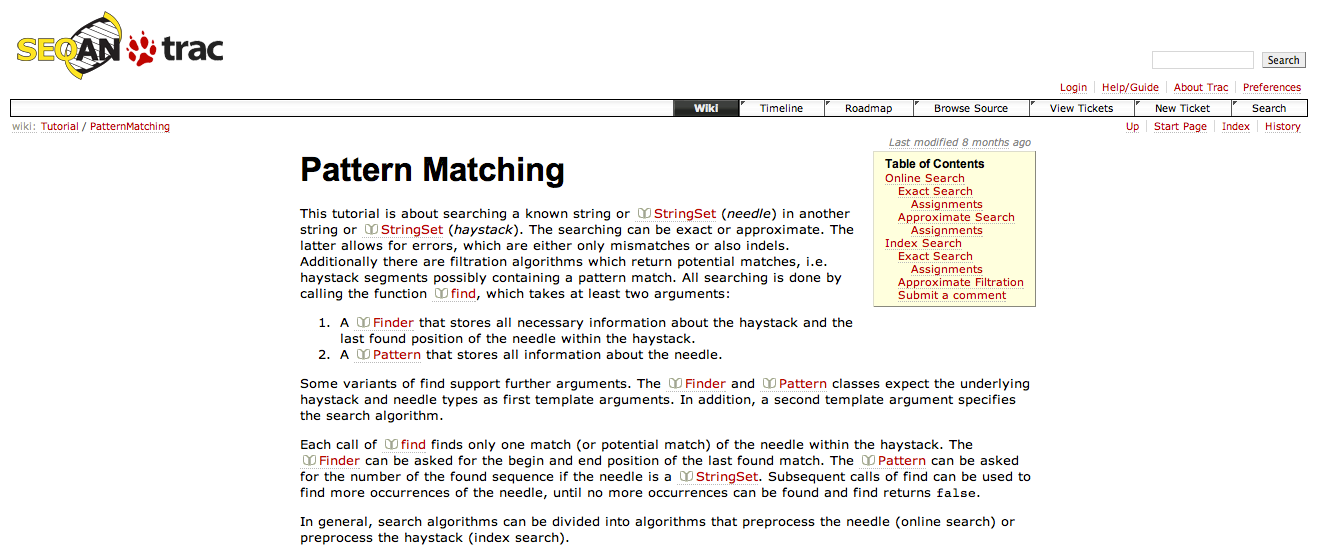 SEQAN trac
Search
Login Help/Guide About Trac Preferences
Wiki Timeline Roadmap Browse Source View Tickets New Ticket Search
wiki: Tutorial / PatternMatching
Up Start Page Index History
Last modified 8 months ago
Pattern Matching
Table of Contents
Online Search
Exact Search
Assignments
Approximate Search
Assignments
Index Search
Exact Search
Assignments
Approximate Filtration
Submit a comment
This tutorial is about searching a known string or StringSet (needle) in another
string or StringSet (haystack). The searching can be exact or approximate. The
latter allows for errors, which are either only mismatches or also indels.
Additionally there are filtration algorithms which return potential matches, i.e.
haystack segments possibly containing a pattern match. All searching is done by
calling the function find, which takes at least two arguments:
1. A Finder that stores all necessary information about the haystack and the
last found position of the needle within the haystack.
2. A Pattern that stores all information about the needle.
Some variants of find support further arguments. The Finder and Pattern classes expect the underlying
haystack and needle types as first template arguments. In addition, a second template argument specifies
the search algorithm.
Each call of find finds only one match (or potential match) of the needle within the haystack. The
Finder can be asked for the begin and end position of the last found match. The Pattern can be asked
for the number of the found sequence if the needle is a StringSet. Subsequent calls of find can be used to
find more occurrences of the needle, until no more occurrences can be found and find returns false.
In general, search algorithms can be divided into algorithms that preprocess the needle (online search) or
preprocess the haystack (index search).